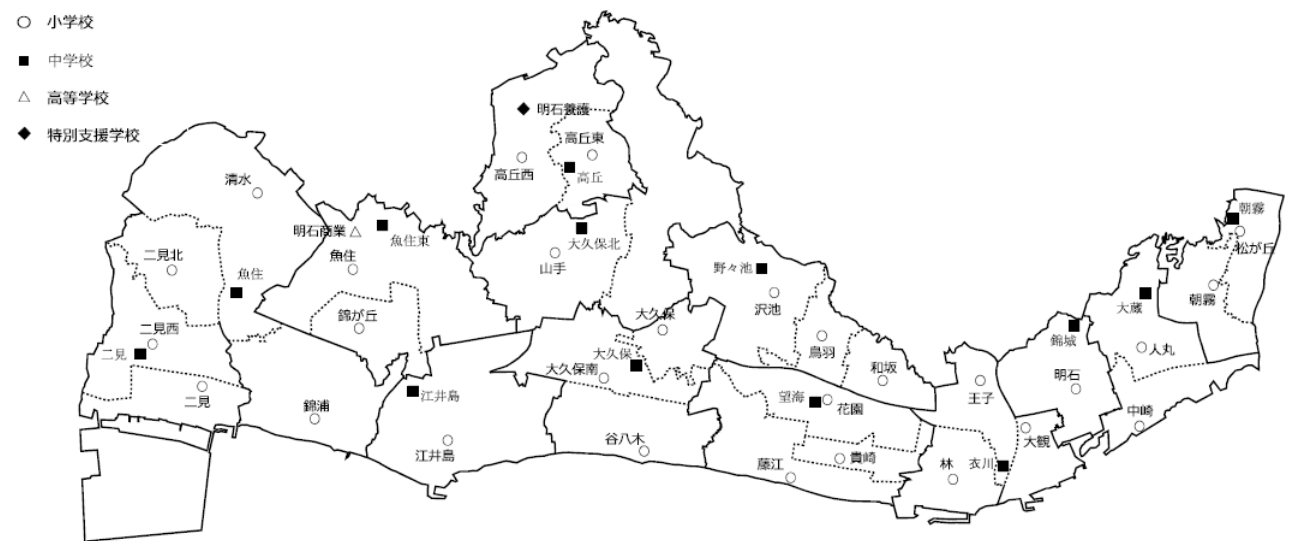 小学校
中学校
高等学校
特別支援学校
明石養護
高丘東
高丘西
高丘
清水
明石商業
魚住東
大久保北
魚住
山手
二見北
魚住
錦が丘
二見西
二見
二見
錦浦
江井島
江井島
大久保
大久保
大久保南
谷八木
野々池
沢池
鳥羽
和坂
望海
花園
貴崎
藤江
王子
林
衣川
大観
錦城
明石
大蔵
人丸
中崎
朝霧
松が丘
朝霧